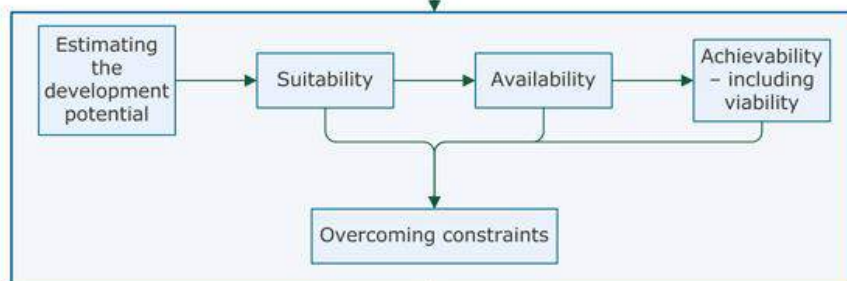 Estimating
the
development
potential
Suitability
Availability
Achievability
– including
viability
Overcoming constraints